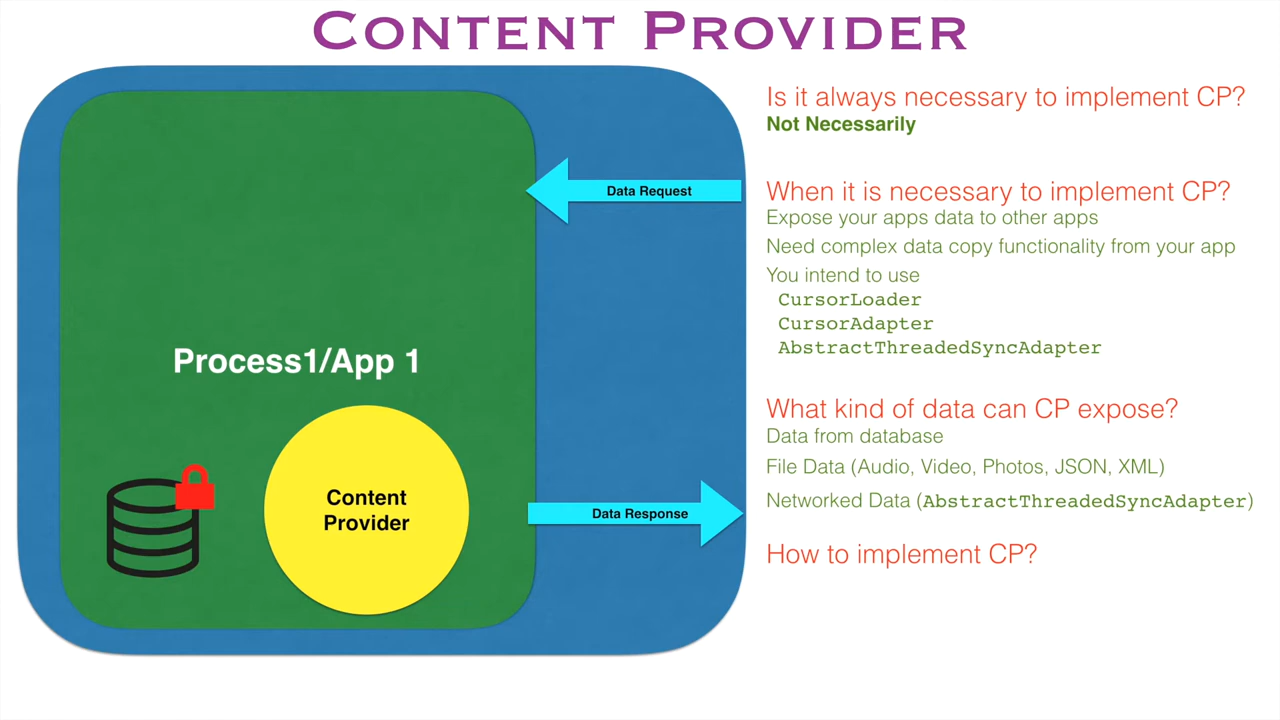 CONTENT PROVIDER
Data Request
Process1/App 1
Content
Provider
Data Response
Is it always necessary to implement CP?
Not Necessarily
When it is necessary to implement CP?
Expose your apps data to other apps
Need complex data copy functionality from your app
You intend to use
CursorLoader
CursorAdapter
AbstractThreadedSyncAdapter
What kind of data can CP expose?
Data from database
File Data (Audio, Video, Photos, JSON, XML)
Networked Data (AbstractThreadedSyncAdapter)
How to implement CP?